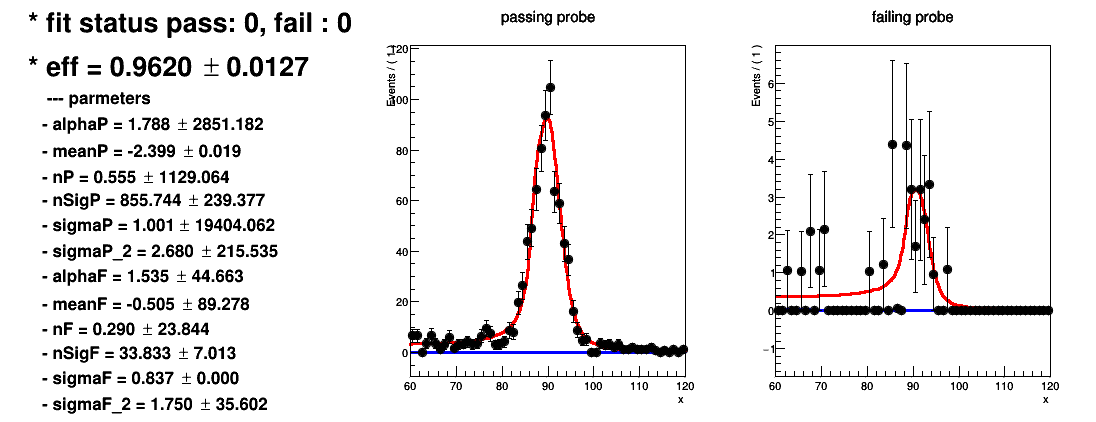 * fit status pass: 0, fail : 0
* eff = 0.9620 ± 0.0127
--- parmeters
- alphaP = 1.788 ± 2851.182
- meanP = -2.399 ± 0.019
- nP = 0.555 ± 1129.064
- nSigP = 855.744 ± 239.377
- sigmaP = 1.001 ± 19404.062
- sigmaP_2 = 2.680 ± 215.535
- alphaF = 1.535 ± 44.663
- meanF = -0.505 ± 89.278
- nF = 0.290 ± 23.844
- nSigF = 33.833 ± 7.013
- sigmaF = 0.837 ± 0.000
- sigmaF_2 = 1.750 ± 35.602
passing probe
Events / ( 1 )
120
100
80
60
40
20
0
60 70 80 90 100 110 120
x
failing probe
Events / ( 1 )
6
5
4
3
2
1
0
−1
60 70 80 90 100 110 120
x